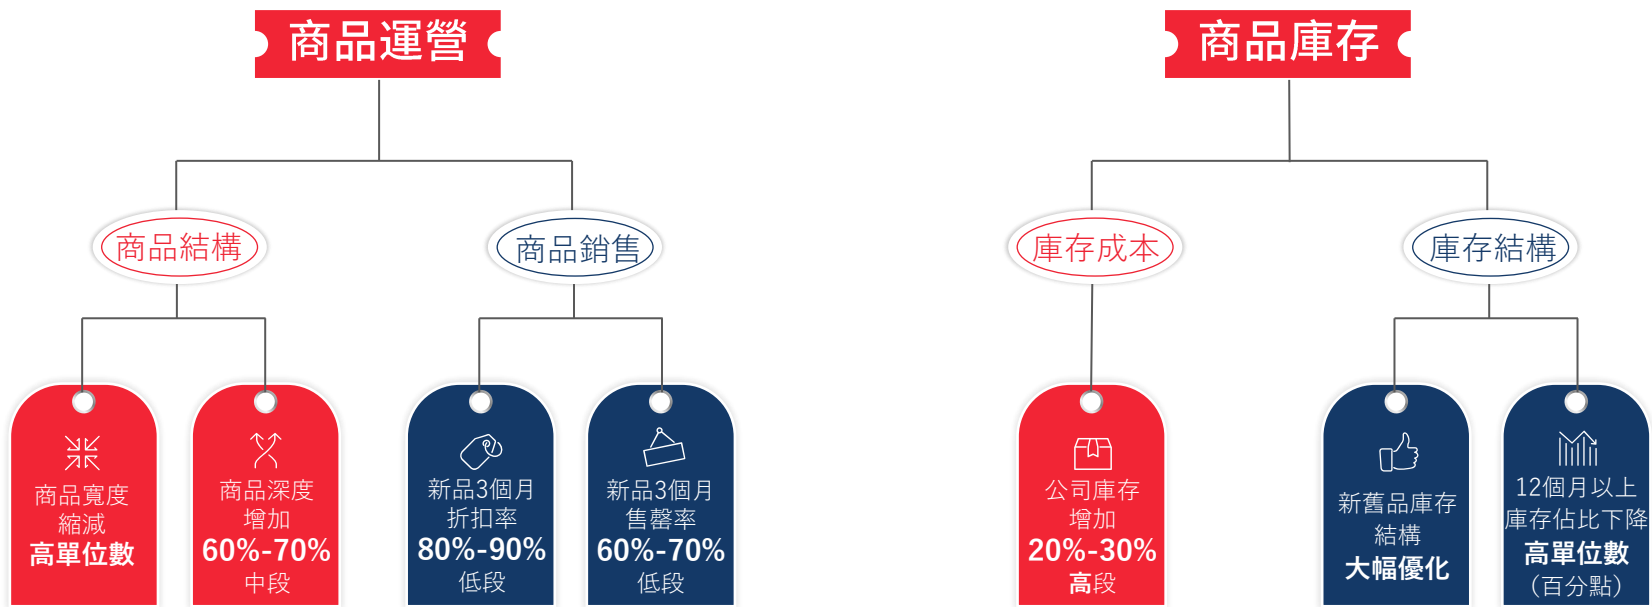 商品運營
商品庫存
商品結構
商品銷售
庫存成本
庫存結構
商品寬度
縮減
高單位數
商品深度
增加
60%-70%
中段
新品3個月
折扣率
80%-90%
低段
新品3個月
售罄率
60%-70%
低段
公司庫存
增加
20%-30%
高段
新舊品庫存
結構
大幅優化
12個月以上
庫存佔比下降
高單位數
（百分點）